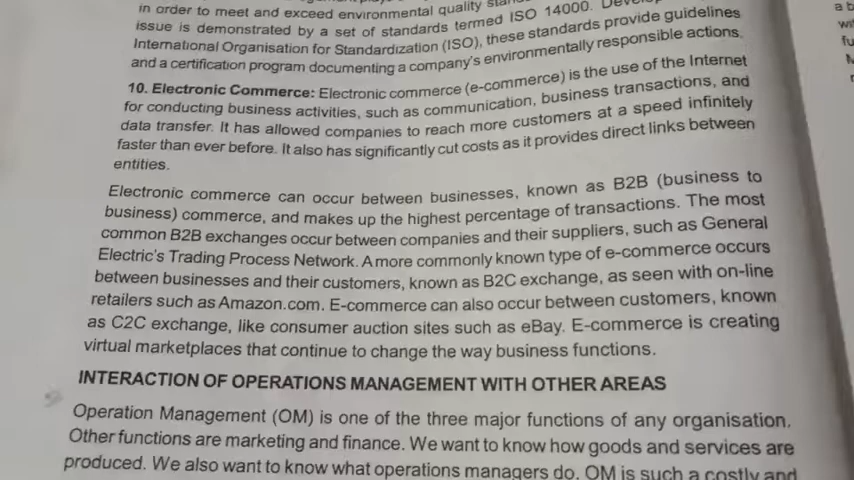 in order to meet and exceed environmental quality
issue is demonstrated by a set of standards termed ISO 14000.
International Organisation for Standardization (ISO), these standards provide guidelines
and a certification program documenting a company's environmentally responsible actions.
10. Electronic Commerce: Electronic commerce (e-commerce) is the use of the Internet
for conducting business activities, such as communication, business transactions, and
data transfer. It has allowed companies to reach more customers at a speed infinitely
faster than ever before. It also has significantly cut costs as it provides direct links between
entities.
Electronic commerce can occur between businesses, known as B2B (business to
business) commerce, and makes up the highest percentage of transactions. The most
common B2B exchanges occur between companies and their suppliers, such as General
Electric's Trading Process Network. A more commonly known type of e-commerce occurs
between businesses and their customers, known as B2C exchange, as seen with on-line
retailers such as Amazon.com. E-commerce can also occur between customers, known
as C2C exchange, like consumer auction sites such as eBay. E-commerce is creating
virtual marketplaces that continue to change the way business functions.
INTERACTION OF OPERATIONS MANAGEMENT WITH OTHER AREAS
Operation Management (OM) is one of the three major functions of any organisation.
Other functions are marketing and finance. We want to know how goods and services are
produced. We also want to know what operations managers do. OM is such a costly and